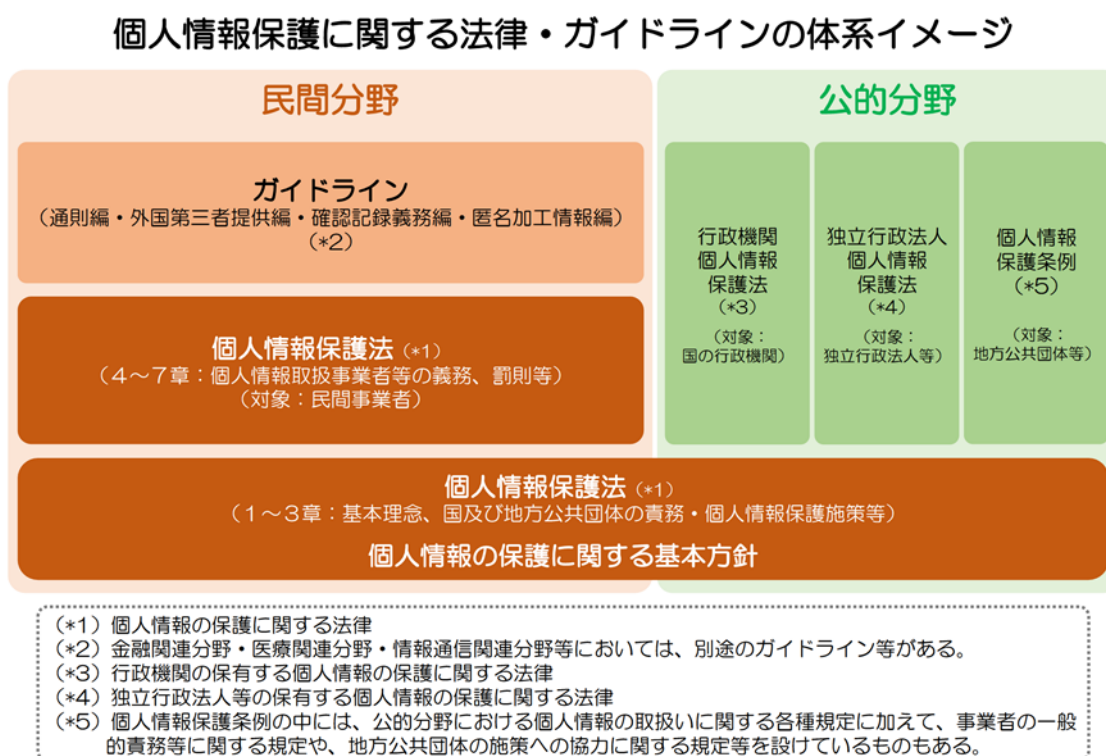 個人情報保護に関する法律・ガイドラインの体系イメージ
民間分野
ガイドライン
（通則編・外国第三者提供編・確認記録義務編・匿名加工情報編）
（*2）
個人情報保護法（*1）
（４～７章：個人情報取扱事業者等の義務、罰則等）
（対象：民間事業者）
公的分野
行政機関
個人情報
保護法
（*3）
（対象：
国の行政機関）
独立行政法人
個人情報
保護法
（*4）
（対象：
独立行政法人等）
個人情報
保護条例
（*5）
（対象：
地方公共団体等）
個人情報保護法（*1）
（１～３章：基本理念、国及び地方公共団体の責務・個人情報保護施策等）
個人情報の保護に関する基本方針
（*1）個人情報の保護に関する法律
（*2）金融関連分野・医療関連分野・情報通信関連分野等においては、別途のガイドライン等がある。
（*3）行政機関の保有する個人情報の保護に関する法律
（*4）独立行政法人等の保有する個人情報の保護に関する法律
（*5）個人情報保護条例の中には、公的分野における個人情報の取扱いに関する各種規定に加えて、事業者の一般
的責務等に関する規定や、地方公共団体の施策への協力に関する規定等を設けているものもある。